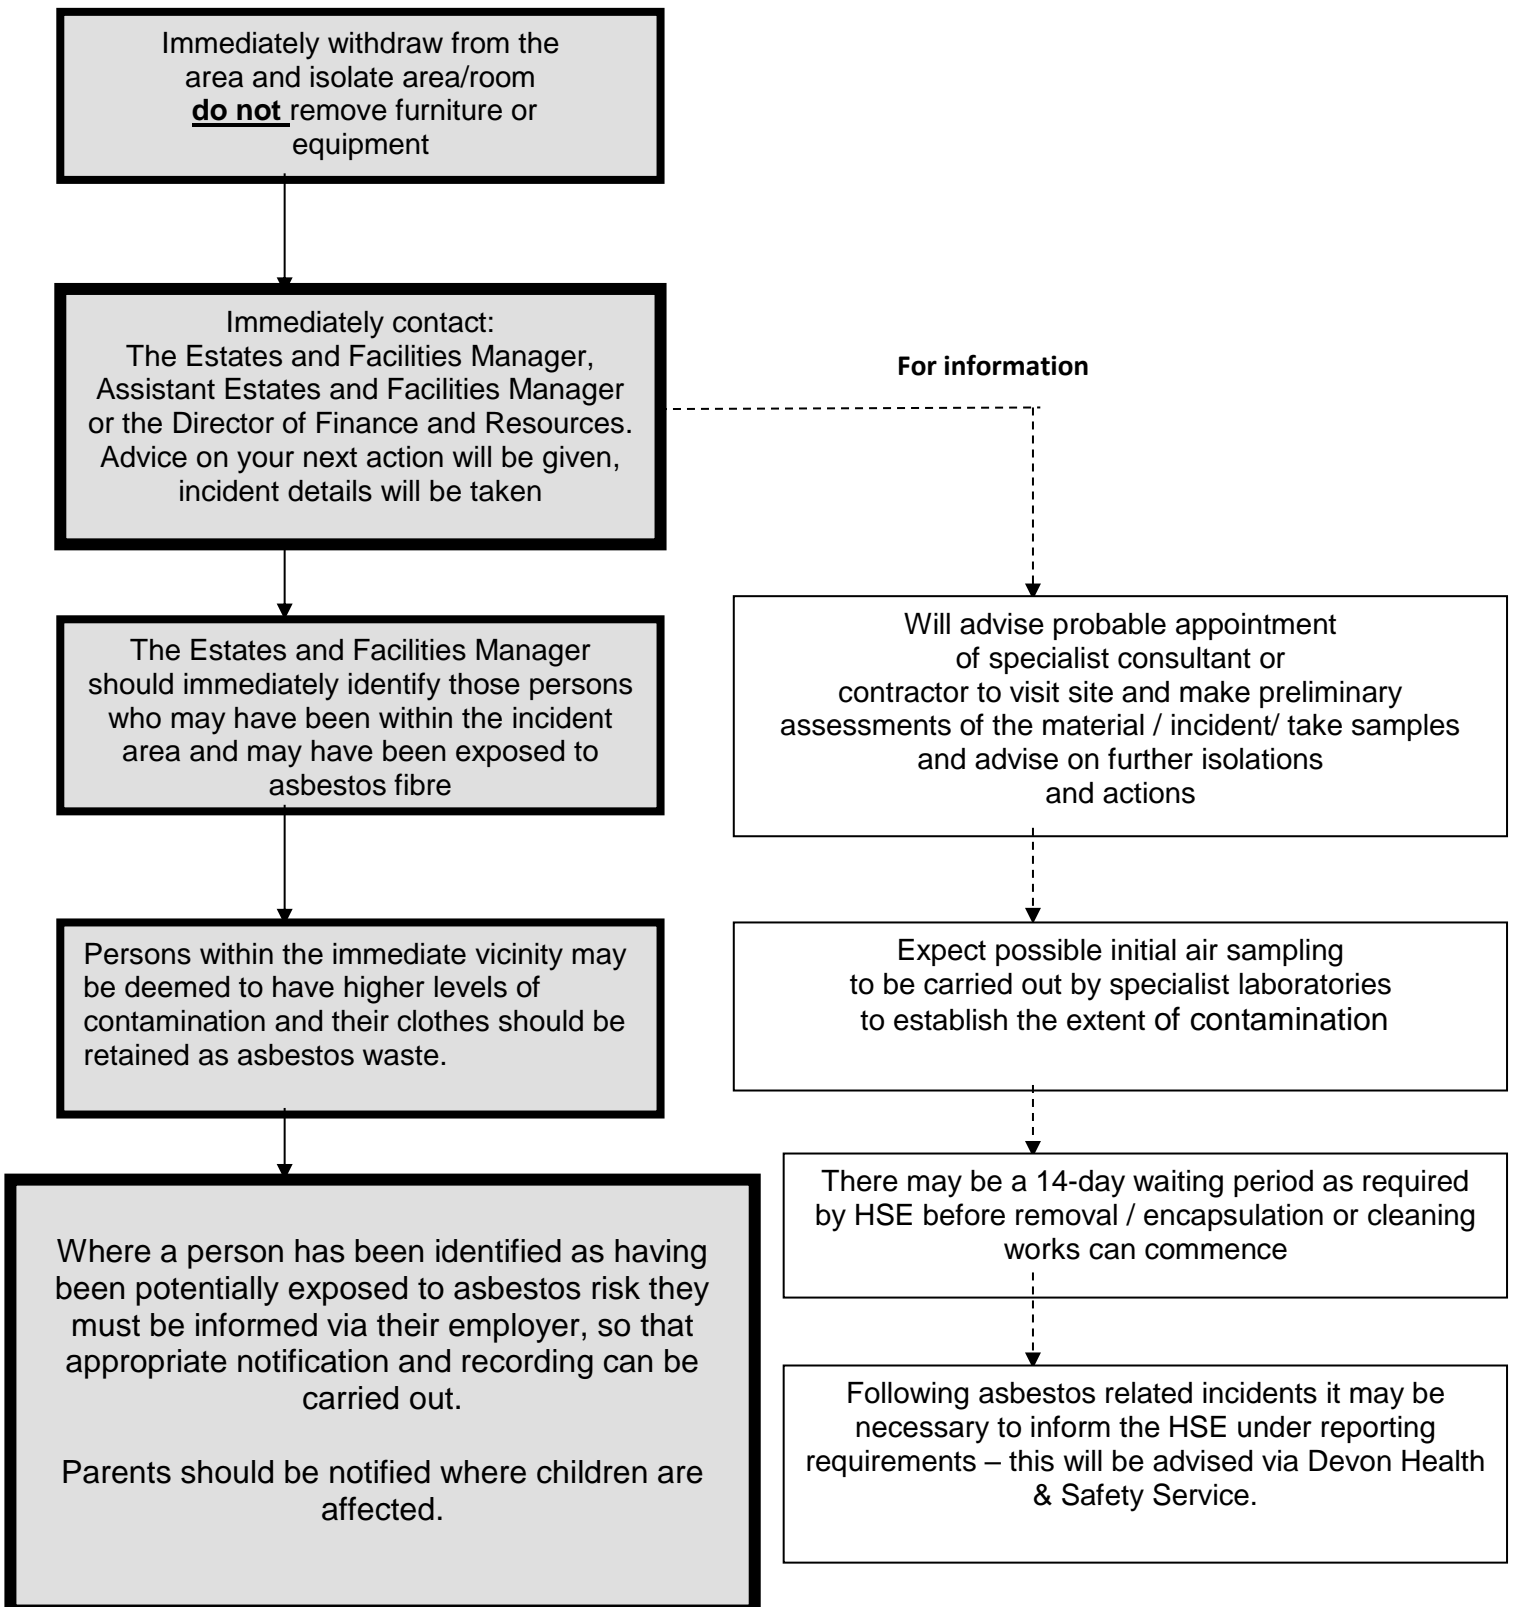 Immediately withdraw from the
area and isolate area/room
do not remove furniture or
equipment
Immediately contact:
The Estates and Facilities Manager,
Assistant Estates and Facilities Manager
or the Director of Finance and Resources.
Advice on your next action will be given,
incident details will be taken
For information
The Estates and Facilities Manager
should immediately identify those persons
who may have been within the incident
area and may have been exposed to
asbestos fibre
Persons within the immediate vicinity may
be deemed to have higher levels of
contamination and their clothes should be
retained as asbestos waste.
Where a person has been identified as having
been potentially exposed to asbestos risk they
must be informed via their employer, so that
appropriate notification and recording can be
carried out.
Parents should be notified where children are
affected.
Will advise probable appointment
of specialist consultant or
contractor to visit site and make preliminary
assessments of the material / incident/ take samples
and advise on further isolations
and actions
Expect possible initial air sampling
to be carried out by specialist laboratories
to establish the extent of contamination
There may be a 14-day waiting period as required
by HSE before removal / encapsulation or cleaning
works can commence
Following asbestos related incidents it may be
necessary to inform the HSE under reporting
requirements – this will be advised via Devon Health
& Safety Service.